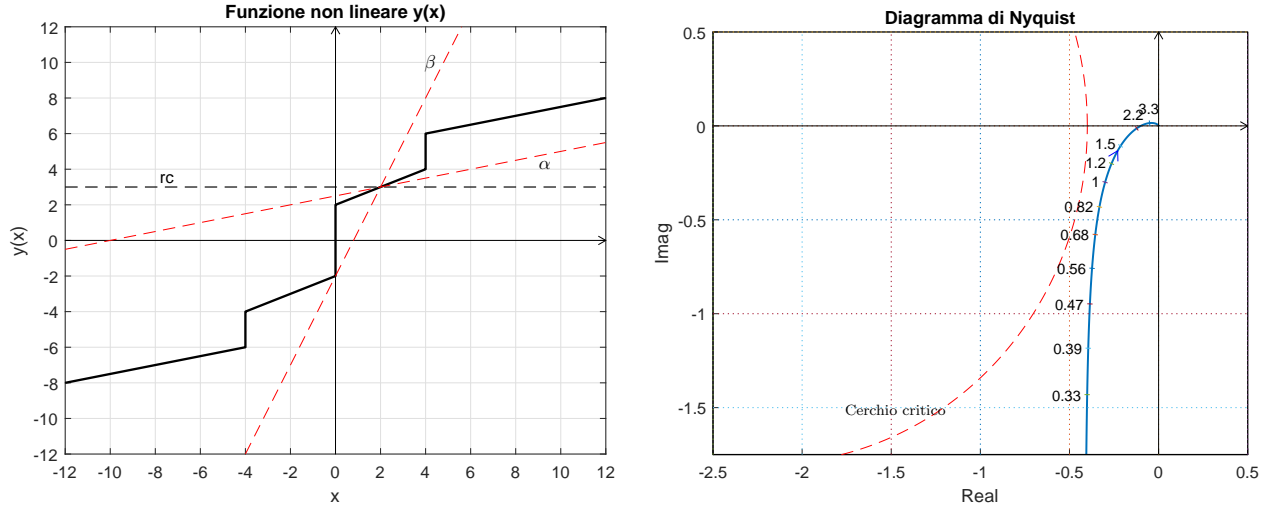 Funzione non lineare y(x)
12
10
8
6
4
2
0
-2
-4
-6
-8
-10
-12
y(x)
β
α
rc
-12 -10 -8 -6 -4 -2 0 2 4 6 8 10 12
x
Diagramma di Nyquist
0.5
0
-0.5
-1
-1.5
Imag
3.3
2.2
1.5
1.2
1
0.82
0.68
0.56
0.47
0.39
0.33
Cerchio critico
-2.5 -2 -1.5 -1 -0.5 0 0.5
Real